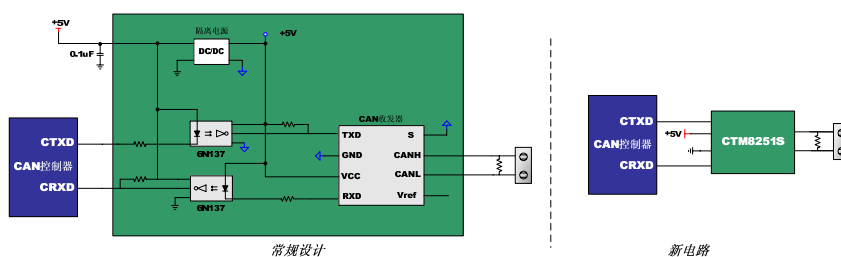 +5V
0.1uF
隔离电源
DC/DC
+5V
CTXD
CAN控制器
CRXD
6N137
6N137
CAN收发器
TXD
S
GND
CANH
VCC
CANL
RXD
Vref
常规设计
CTXD
+5V
CAN控制器
CRXD
CTM8251S
新电路